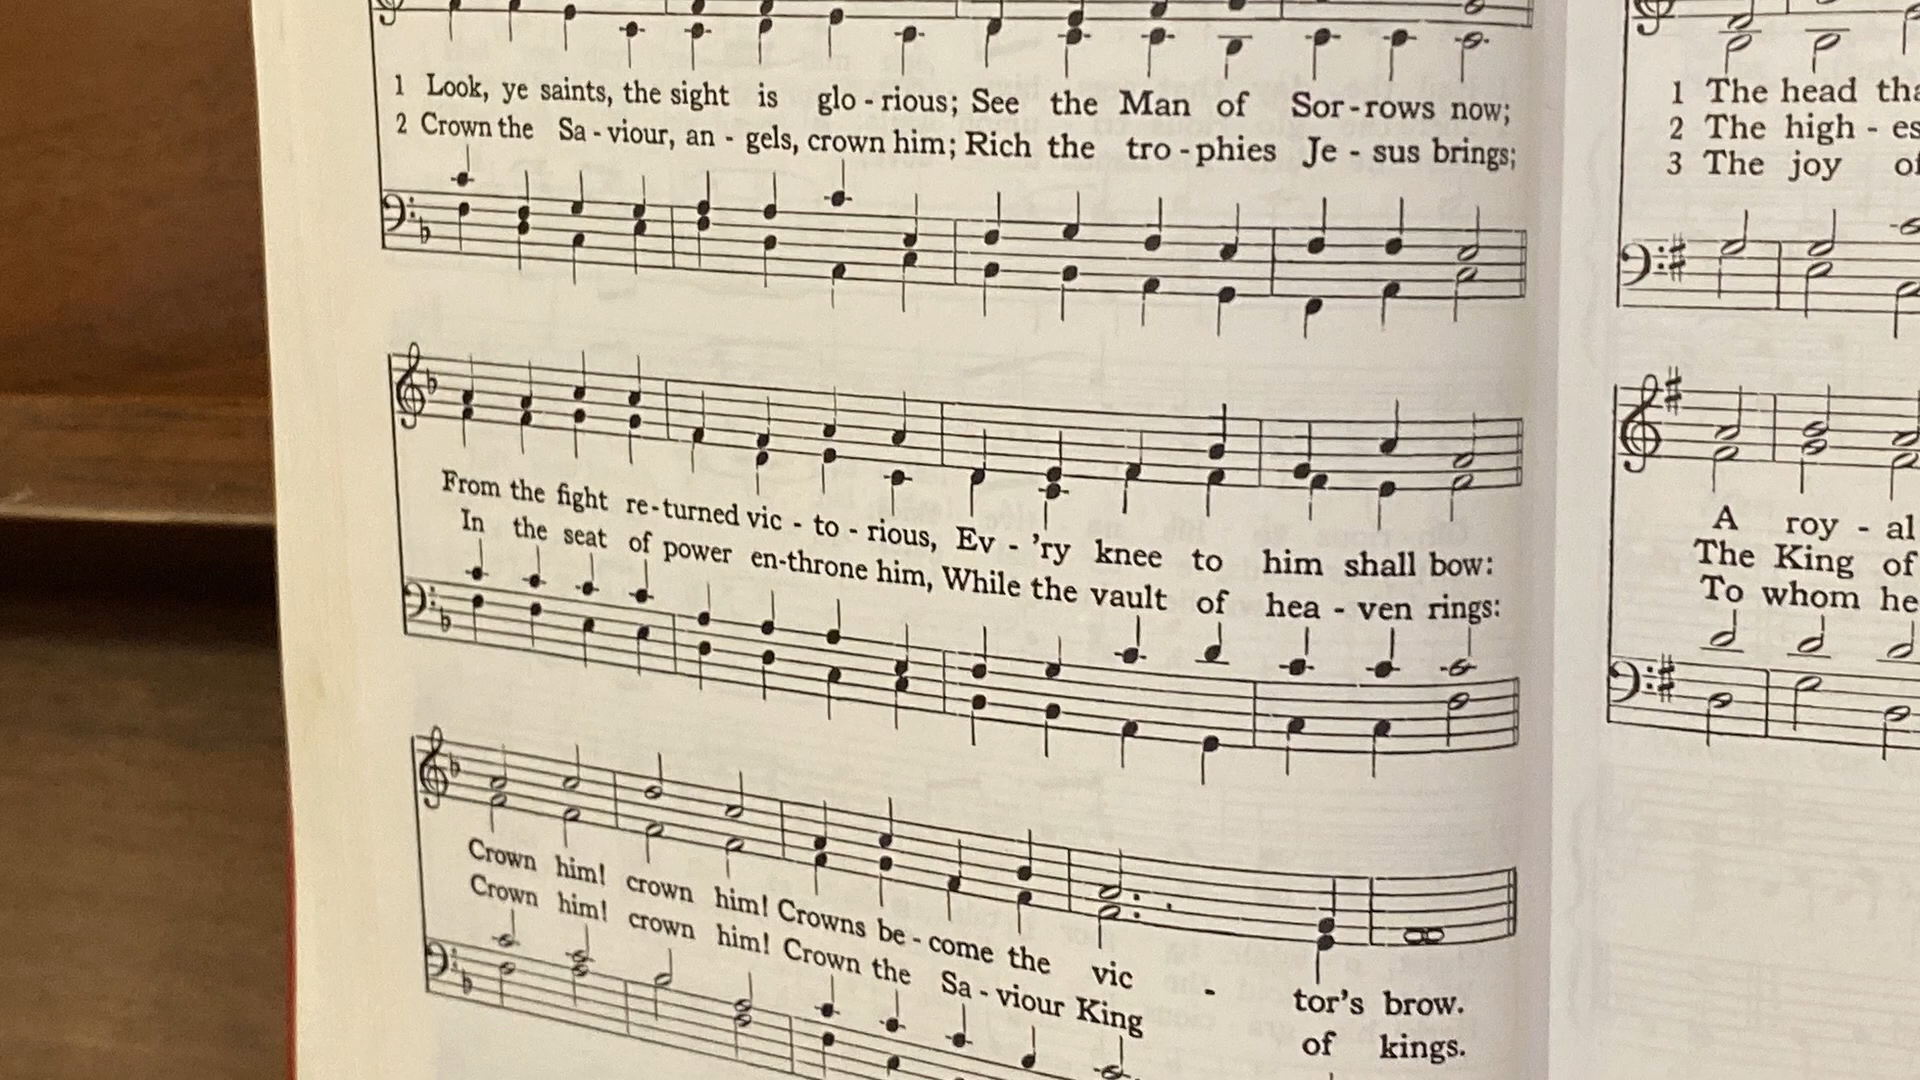 1 Look, ye saints, the sight is glo - rious; See the Man of Sor - rows now;
2 Crown the Sa - viour, an - gels, crown him; Rich the tro - phies Je - sus brings;
From the fight re - turned vic - to - rious, Ev - 'ry knee to him shall bow:
In the seat of power en - throne him, While the vault of hea - ven rings:
Crown him! crown him! Crowns be - come the vic - tor's brow.
Crown him! crown him! Crown the Sa - viour King of kings.
1 The head
2 The high -
3 The joy
A roy - al
The King of
To whom he